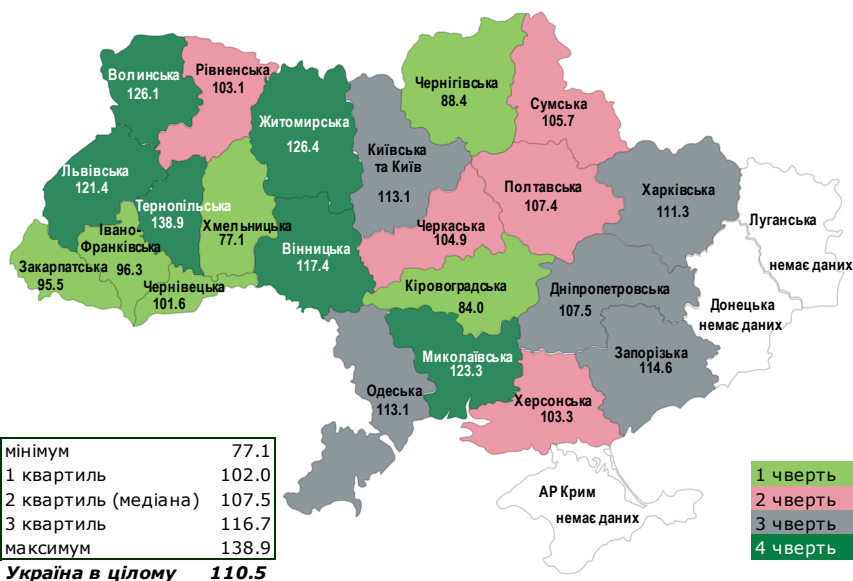 Волинська
126.1
Рівненська
103.1
Житомирська
126.4
Київська
та Київ
113.1
Чернігівська
88.4
Сумська
105.7
Львівська
121.4
Тернопільська
138.9
Хмельницька
77.1
Вінницька
117.4
Черкаська
104.9
Полтавська
107.4
Харківська
111.3
Луганська
немає даних
Івано-
Франківська
96.3
Закарпатська
95.5
Чернівецька
101.6
Кіровоградська
84.0
Дніпропетровська
107.5
Донецька
немає даних
Миколаївська
123.3
Запорізька
114.6
Одеська
113.1
Херсонська
103.3
АР Крим
немає даних
мінімум 77.1
1 квартиль 102.0
2 квартиль (медіана) 107.5
3 квартиль 116.7
максимум 138.9
Україна в цілому 110.5
1 чверть
2 чверть
3 чверть
4 чверть